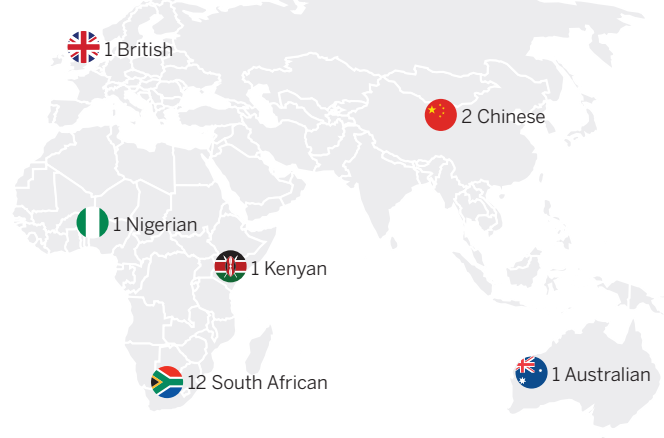 1 British
2 Chinese
1 Nigerian
1 Kenyan
12 South African
1 Australian